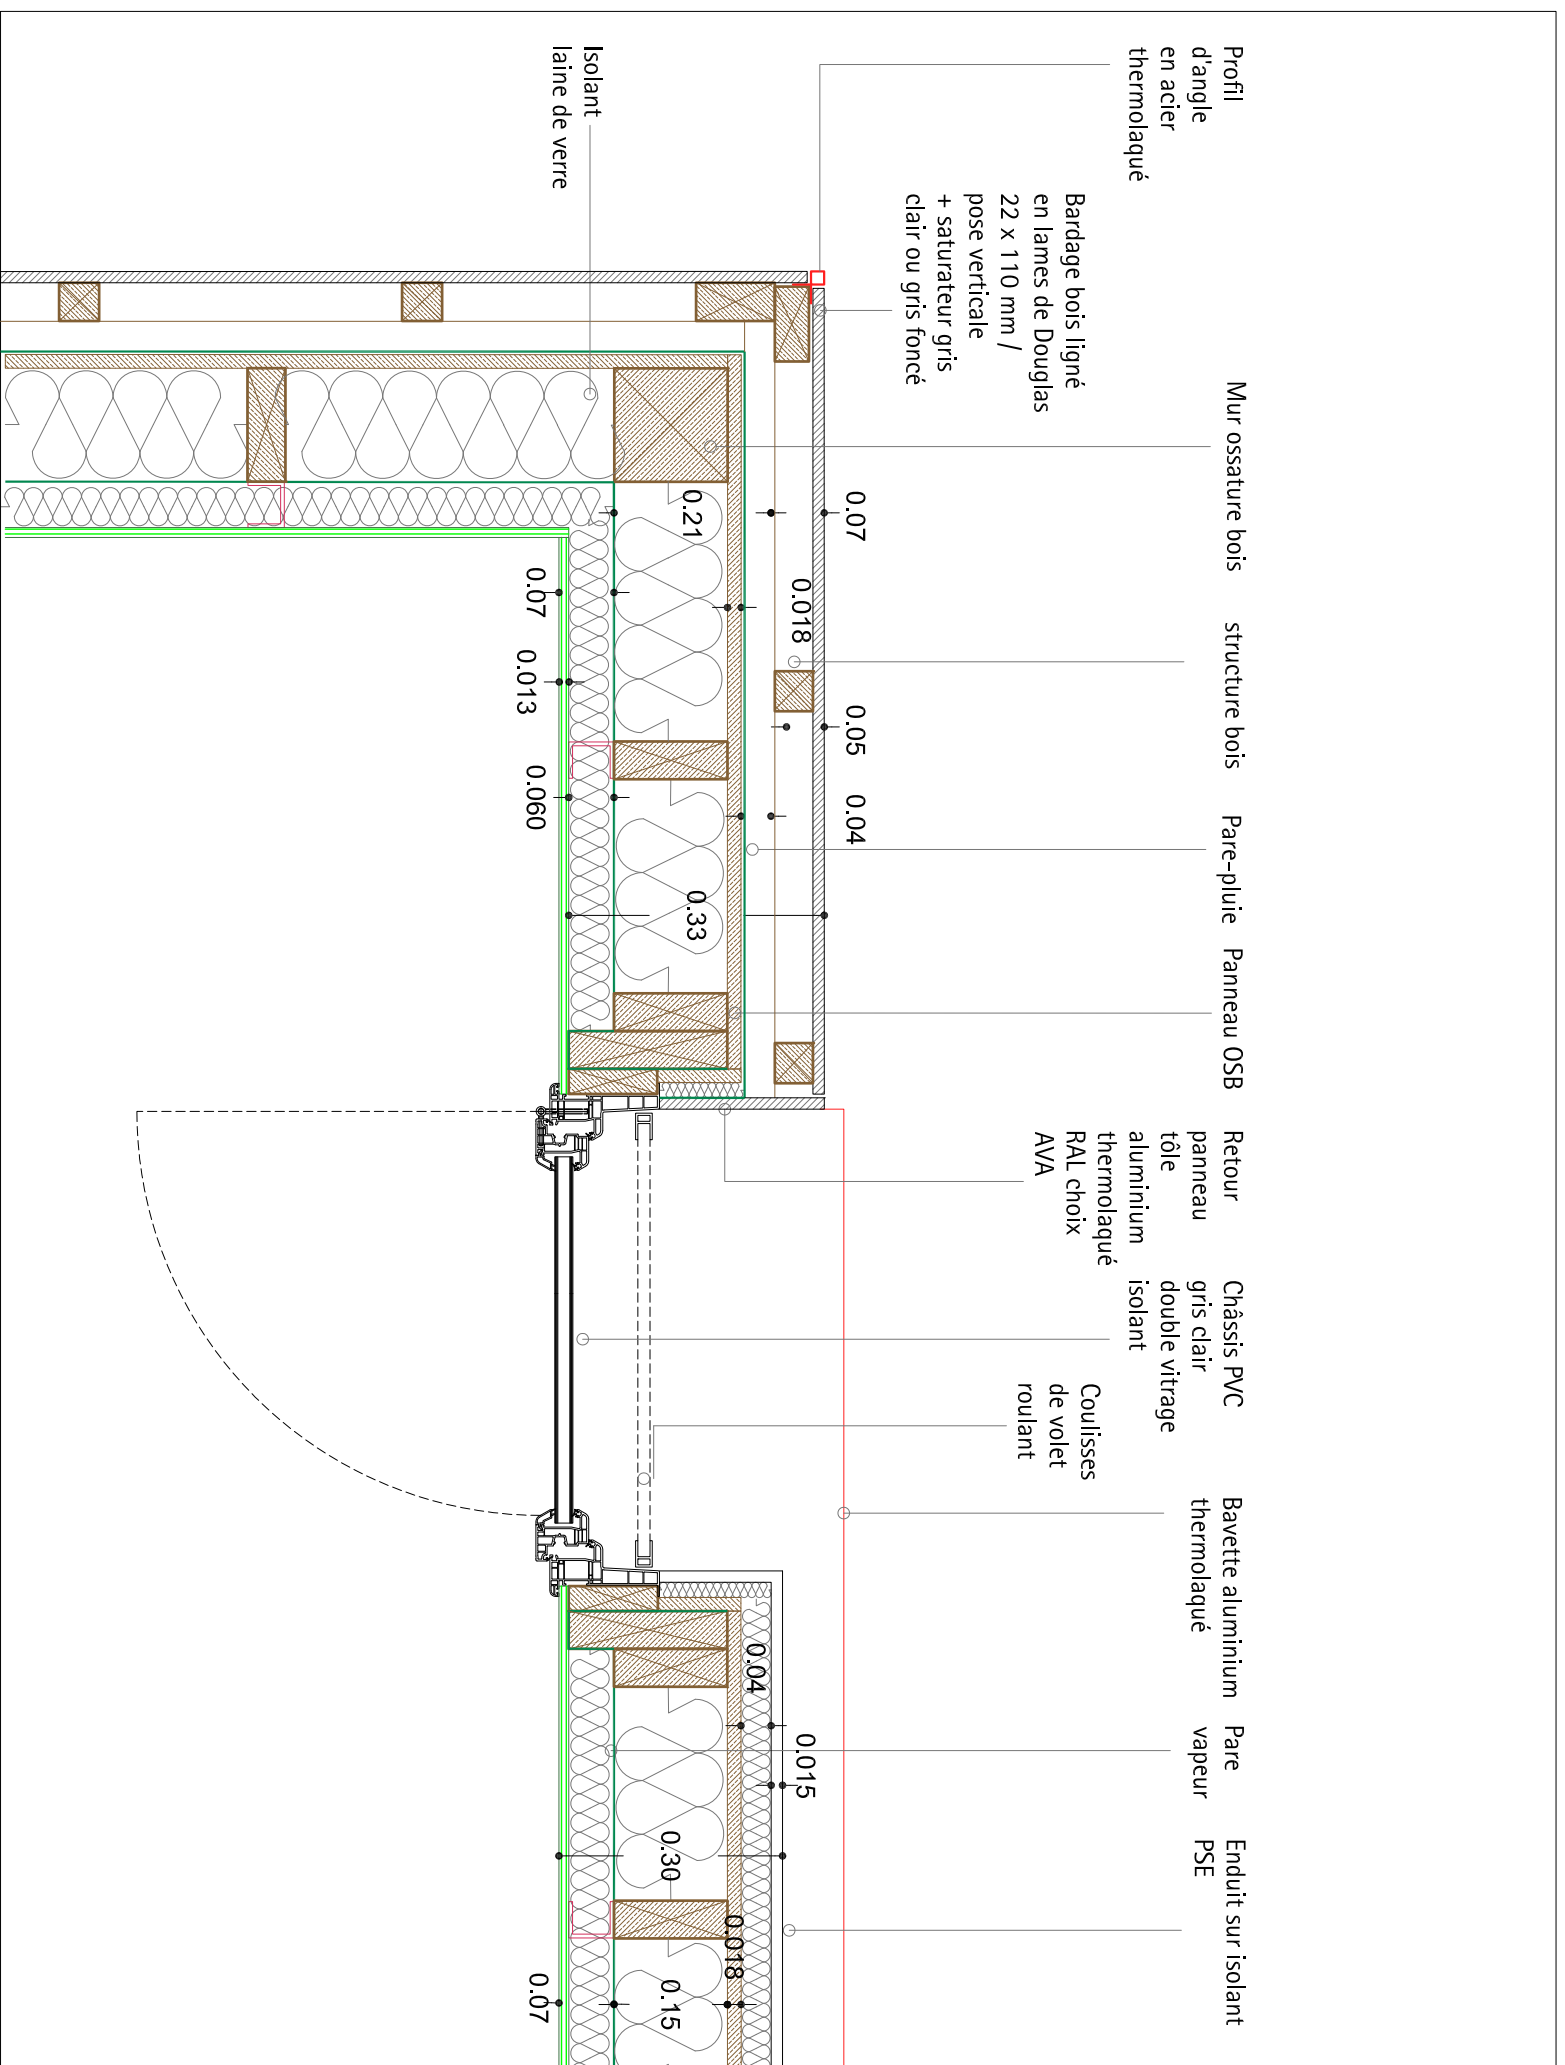 Profil
d'angle
en acier
thermolaqué
Bardage bois ligné
en lames de Douglas
22 x 110 mm /
pose verticale
+ saturateur gris
clair ou gris foncé
Mur ossature bois
structure bois
Pare-pluie
Panneau OSB
Retour
panneau
tôle
aluminium
thermolaqué
RAL choix
AVA
Châssis PVC
gris clair
double vitrage
isolant
Coulisses
de volet
roulant
Bavette aluminium
thermolaqué
Pare
vapeur
Enduit sur isolant
PSE
Isolant
laine de verre
0.07
0.018
0.05
0.04
0.21
0.33
0.07
0.013
0.060
0.04
0.015
0.30
0.018
0.15
0.07